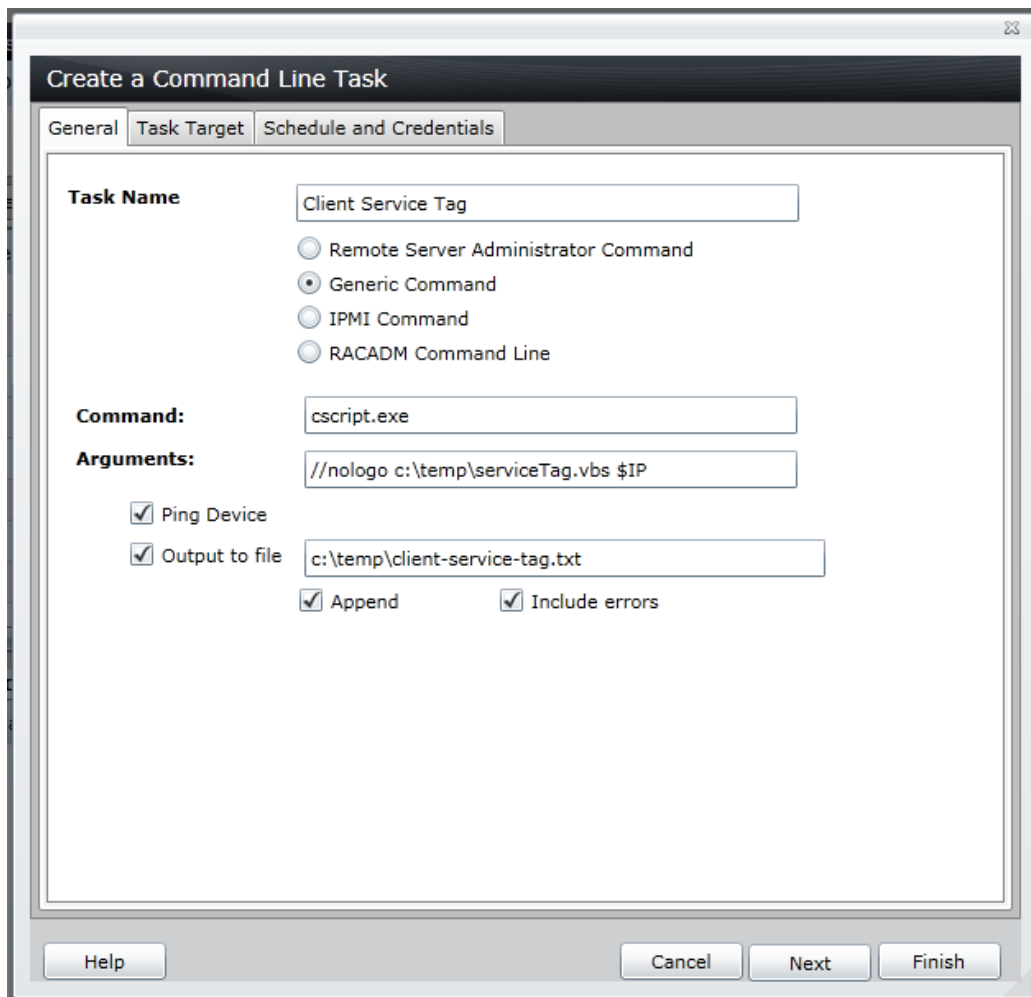 Create a Command Line Task
General Task Target Schedule and Credentials
Task Name Client Service Tag
Remote Server Administrator Command
Generic Command
IPMI Command
RACADM Command Line
Command: cscript.exe
Arguments: //nologo c:\temp\serviceTag.vbs $IP
Ping Device
Output to file c:\temp\client-service-tag.txt
Append Include errors
Help Cancel Next Finish